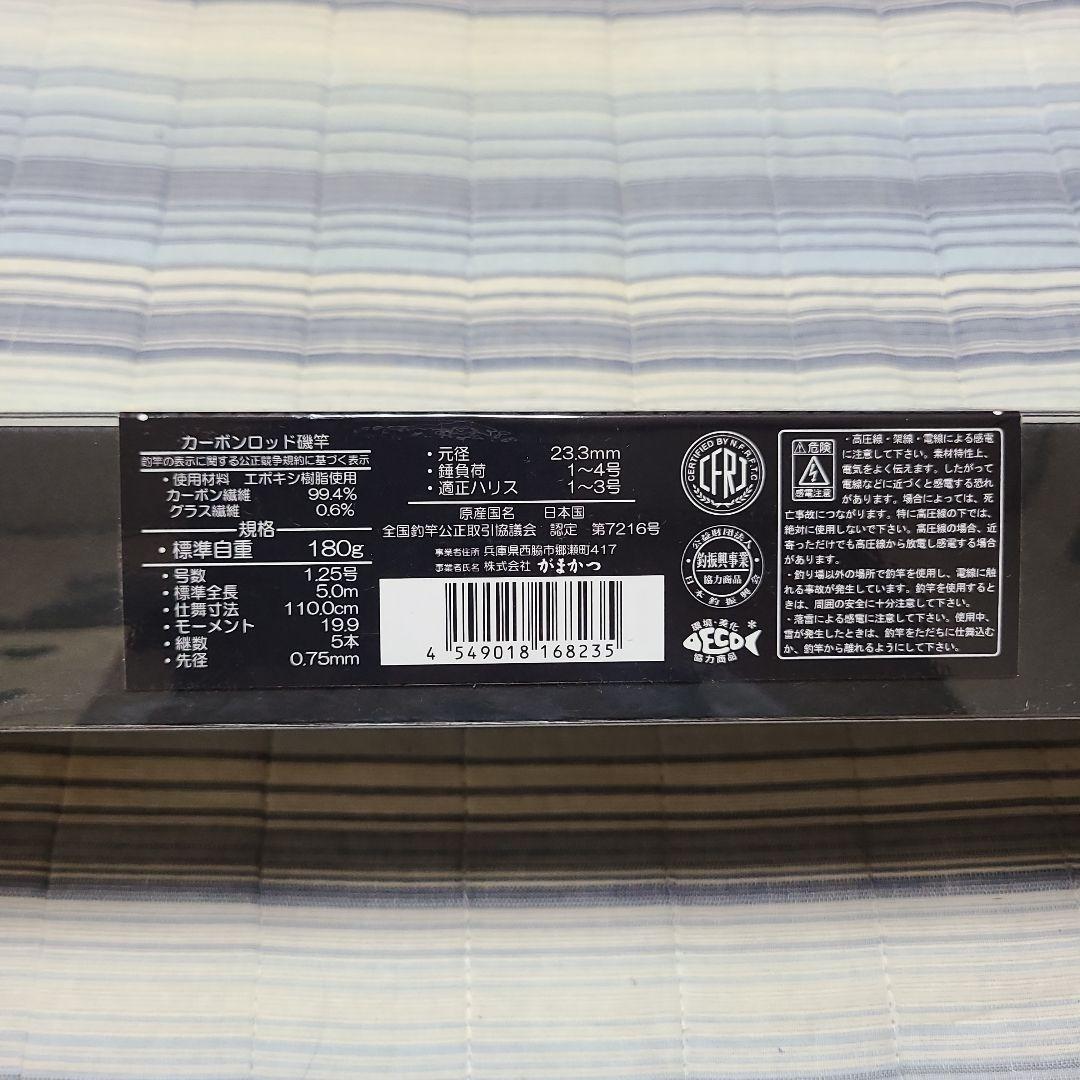 カーボンロッド磯竿
釣竿の表示に関する公正競争規約に基づく表示
・使用材料 エポキシ樹脂使用
カーボン繊維 99.4%
グラス繊維 0.6%
規格
・標準自重 180g
・号数 1.25号
・標準全長 5.0m
・仕舞寸法 110.0cm
・モーメント 19.9
・継数 5本
・先径 0.75mm
・元径 23.3mm
・錘負荷 1〜4号
・適正ハリス 1〜3号
原産国名 日本国
全国釣竿公正取引協議会 認定 第7216号
事業者住所 兵庫県西脇市郷瀬町417
事業者氏名 株式会社 がまかつ
4 549018 168235
CERTIFIED BY N.F.R.F.T.C
CFRJ
公益財団法人
釣振興事業
協力商品
日本釣振興会
環境・美化
ECO
協力商品
危険
感電注意
・高圧線・架線・電線による感電
に注意して下さい。素材特性上、
電気をよく伝えます。したがって
電線などに近づくと感電する恐れ
があります。場合によっては、死
亡事故につながります。特に高圧線の下では、
絶対に使用しないで下さい。高圧線の場合、近
寄っただけでも高圧線から放電し感電する場合
があります。
・釣り場以外の場所で釣竿を使用し、電線に触
れる事故が発生しています。釣竿を使用すると
きは、周囲の安全に十分注意して下さい。
・落雷による感電に注意して下さい。使用中、
雷が発生したときは、釣竿をただちに仕舞込む
か、釣竿から離れるようにして下さい。